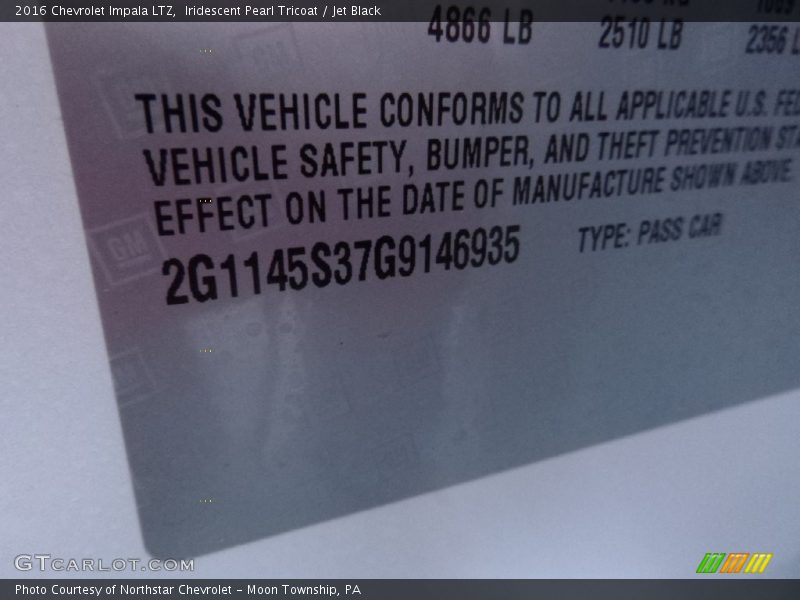 2016 Chevrolet Impala LTZ, Iridescent Pearl Tricoat / Jet Black
4866 LB 2510 LB 2356
THIS VEHICLE CONFORMS TO ALL APPLICABLE U.S.
VEHICLE SAFETY, BUMPER, AND THEFT PREVENTION
EFFECT ON THE DATE OF MANUFACTURE SHOWN ABOVE.
2G1145S37G9146935 TYPE: PASS CAR
GM
GTCARLOT.COM
Photo Courtesy of Northstar Chevrolet - Moon Township, PA